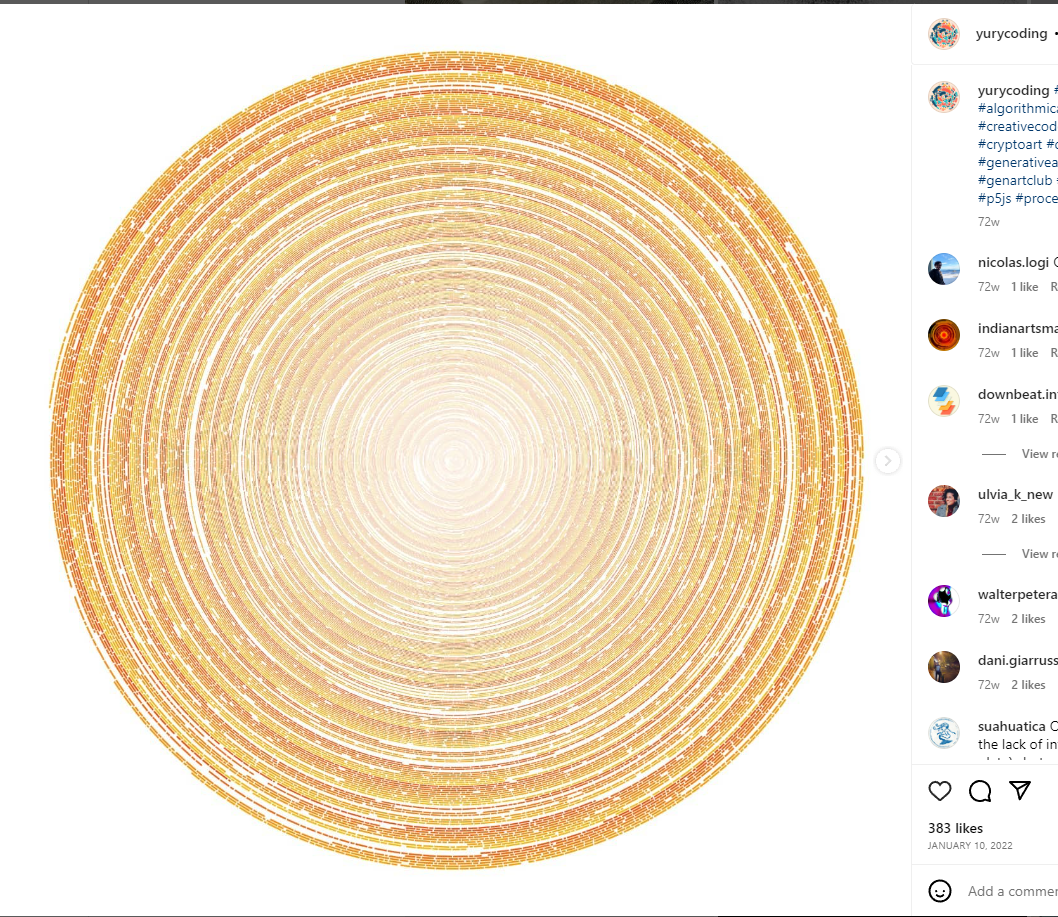 yurycoding •
yurycoding #
#algorithmica
#creativecod
#cryptoart #c
#generativea
#genartclub #
#p5js #proce
72w
nicolas.logi
72w 1 like R
indianartsma
72w 1 like R
downbeat.in
72w 1 like R
View re
ulvia_k_new
72w 2 likes
View re
walterpetera
72w 2 likes
dani.giarruss
72w 2 likes
suahuatica
the lack of in
383 likes
JANUARY 10, 2022
Add a commen